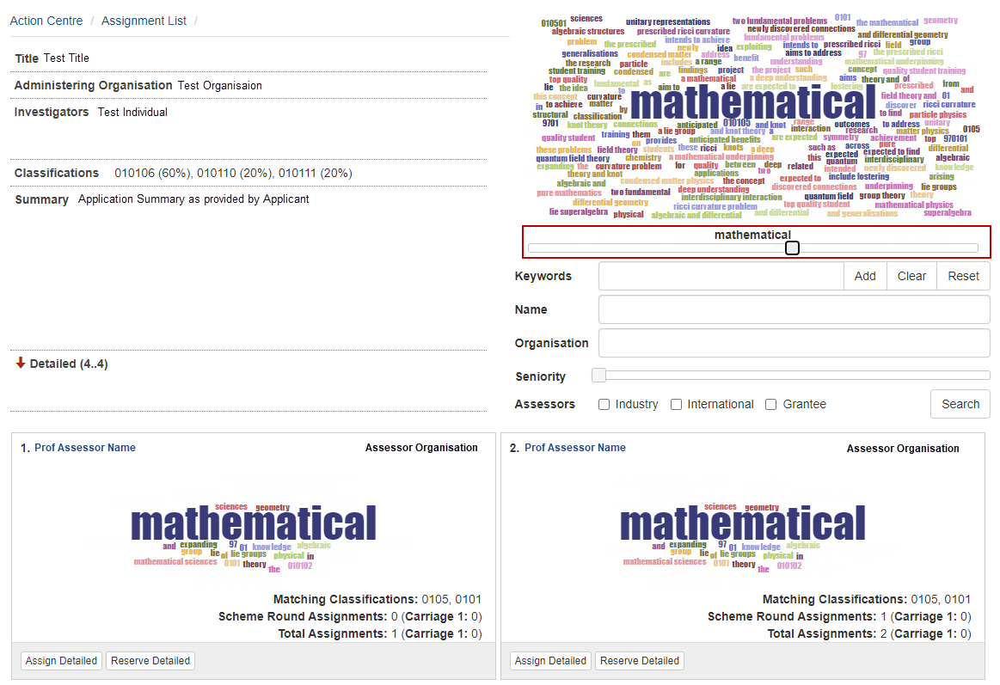 Action Centre / Assignment List /
Title Test Title
Administering Organisation Test Organisaion
Investigators Test Individual
Classifications 010106 (60%), 010110 (20%), 010111 (20%)
Summary Application Summary as provided by Applicant
Detailed (4..4)
010501 sciences unitary representations two fundamental problems 0101 the mathematical geometry
algebraic structures prescribed ricci curvature newly discovered connections and differential geometry
problem the prescribed intends to achieve fundamental problems intends to prescribed ricci field group
newly idea exploiting
generalisations condensed matter address aims to address 97 the prescribed ricci
the research particle includes a range benefit understanding mathematical underpinning
student training condensed are findings project the project such concept quality student training
top quality a mathematical a deep understanding aims theory and of
lie the idea fundamental as aim to a lie are expected to fostering prescribed from
this concept curvature to field theory and 01 and
in to achieve matter mathematical discover ricci curvature
structural classification by to find particle physics
9701 knot theory connections anticipated 010105 and knot range outcomes to address unitary
training them a lie group and knot theory a interaction research matter physics 0105
quality student on provides anticipated benefits are expected symmetry achievement top 970101
these problems field theory students these ricci knots a deep such as across pure differential
quantum field theory chemistry a mathematical underpinning this expected expected to find algebraic
quantum interdisciplinary
expanding the curvature problem for quality between deep related intended newly discovered knowledge
theory and knot applications two include fostering arising
algebraic and condensed matter physics the concept expected to
pure mathematics two fundamental deep understanding discovered connections underpinning lie groups
differential geometry interdisciplinary interaction quantum field group theory theory
lie superalgebra ricci curvature problem top quality student mathematical physics
physical algebraic and differential and differential and generalisations superalgebra
mathematical
Keywords Add Clear Reset
Name
Organisation
Seniority
Assessors Industry International Grantee Search
1. Prof Assessor Name Assessor Organisation
sciences geometry
mathematical
and expanding 97 01 knowledge algebraic
group lie of lie groups physical in
mathematical sciences 0101 theory the 010102
Matching Classifications: 0105, 0101
Scheme Round Assignments: 0 (Carriage 1: 0)
Total Assignments: 1 (Carriage 1: 0)
Assign Detailed Reserve Detailed
2. Prof Assessor Name Assessor Organisation
sciences geometry
mathematical
and expanding 97 01 knowledge algebraic
group lie of lie groups physical in
mathematical sciences 0101 theory the 010102
Matching Classifications: 0105, 0101
Scheme Round Assignments: 1 (Carriage 1: 0)
Total Assignments: 2 (Carriage 1: 0)
Assign Detailed Reserve Detailed